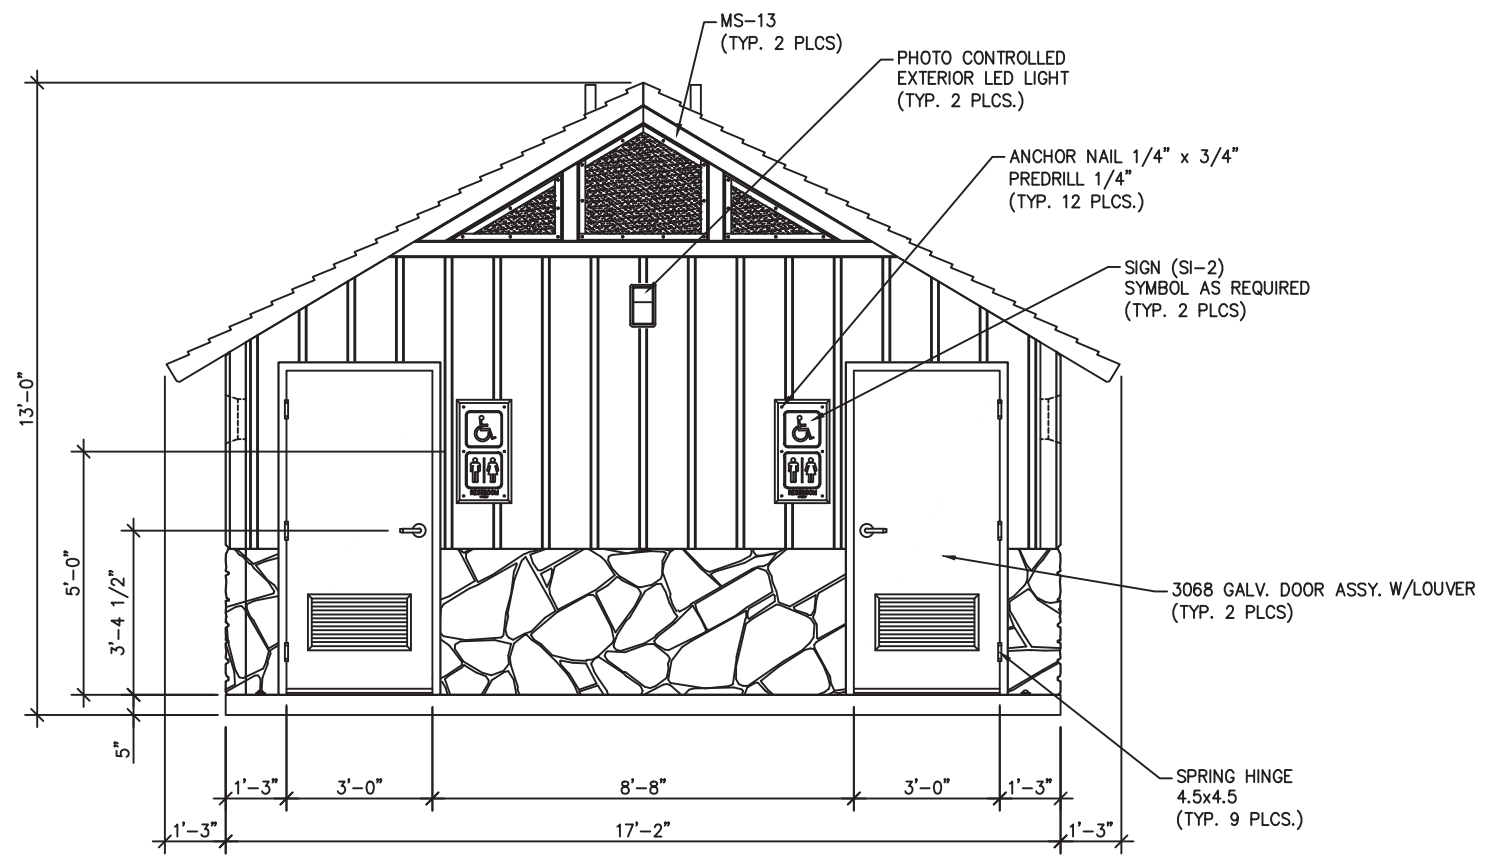 MS-13
(TYP. 2 PLCS)
PHOTO CONTROLLED
EXTERIOR LED LIGHT
(TYP. 2 PLCS.)
ANCHOR NAIL 1/4" x 3/4"
PREDRILL 1/4"
(TYP. 12 PLCS.)
SIGN (SI-2)
SYMBOL AS REQUIRED
(TYP. 2 PLCS)
13'-0"
5'-0"
3'-4 1/2"
5"
RESTROOM
RESTROOM
3068 GALV. DOOR ASSY. W/LOUVER
(TYP. 2 PLCS)
SPRING HINGE
4.5x4.5
(TYP. 9 PLCS.)
1'-3"
3'-0"
8'-8"
3'-0"
1'-3"
1'-3"
17'-2"
1'-3"